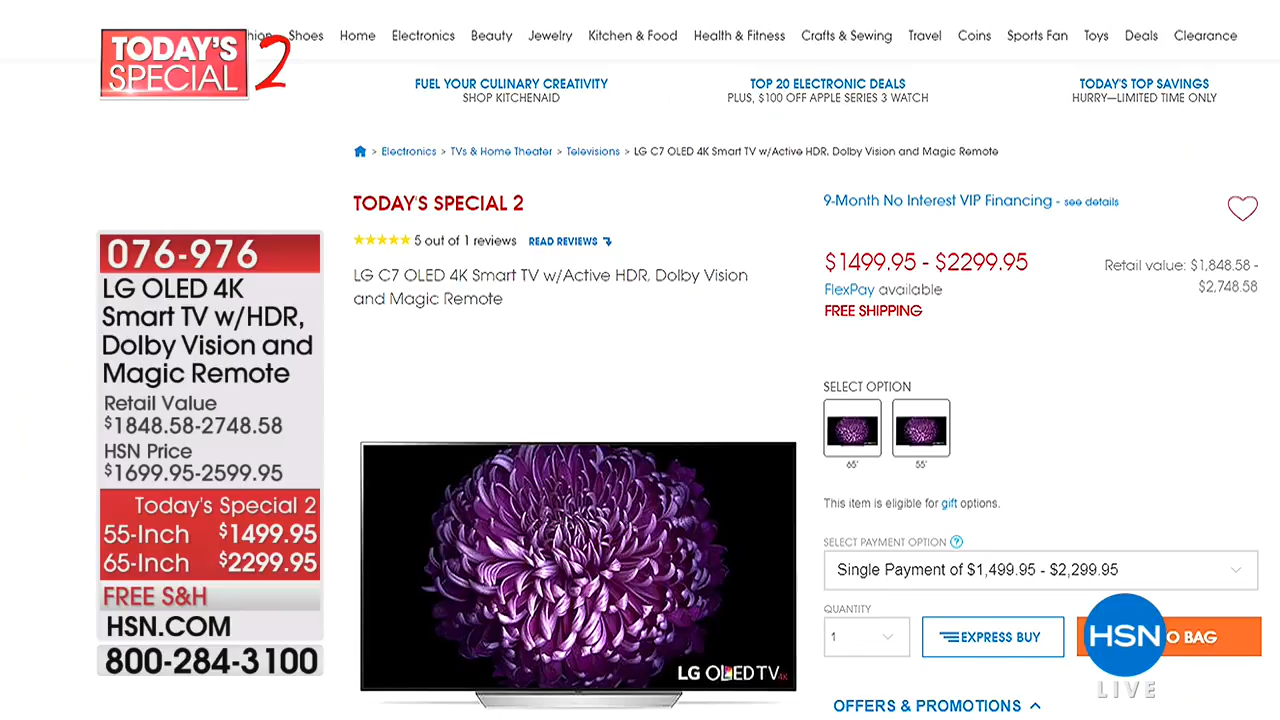 TODAY'S
SPECIAL 2
Shoes
Home
Electronics
Beauty
Jewelry
Kitchen & Food
Health & Fitness
Crafts & Sewing
Travel
Coins
Sports Fan
Toys
Deals
Clearance
FUEL YOUR CULINARY CREATIVITY
SHOP KITCHENAID
TOP 20 ELECTRONIC DEALS
PLUS, $100 OFF APPLE SERIES 3 WATCH
TODAY'S TOP SAVINGS
HURRY—LIMITED TIME ONLY
> Electronics > TVs & Home Theater > Televisions > LG C7 OLED 4K Smart TV w/Active HDR, Dolby Vision and Magic Remote
076-976
LG OLED 4K
Smart TV w/HDR,
Dolby Vision and
Magic Remote
Retail Value
$1848.58-2748.58
HSN Price
$1699.95-2599.95
Today's Special 2
55-Inch $1499.95
65-Inch $2299.95
FREE S&H
HSN.COM
800-284-3100
TODAY'S SPECIAL 2
5 out of 1 reviews READ REVIEWS
LG C7 OLED 4K Smart TV w/Active HDR, Dolby Vision
and Magic Remote
LG OLED TV 4K
9-Month No Interest VIP Financing - see details
$1499.95 - $2299.95
Retail value: $1,848.58 -
$2,748.58
FlexPay available
FREE SHIPPING
SELECT OPTION
65"
55"
This item is eligible for gift options.
SELECT PAYMENT OPTION ?
Single Payment of $1,499.95 - $2,299.95
QUANTITY
1
EXPRESS BUY
BAG
HSN
LIVE
OFFERS & PROMOTIONS